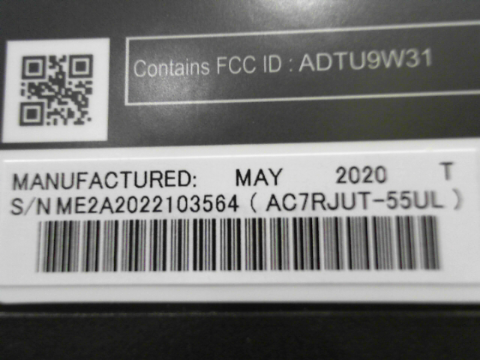 Contains FCC ID : ADTU9W31
MANUFACTURED: MAY 2020 T
S/N ME2A2022103564 ( AC7RJUT-55UL )